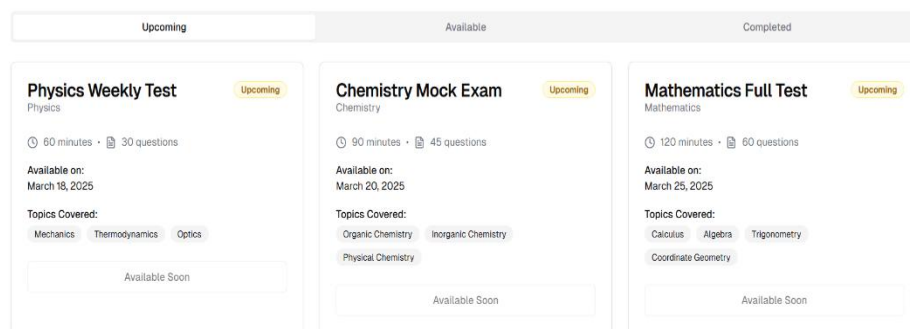 Upcoming
Available
Completed
Physics Weekly Test
Upcoming
Physics
60 minutes • 30 questions
Available on:
March 18, 2025
Topics Covered:
Mechanics Thermodynamics Optics
Available Soon
Chemistry Mock Exam
Upcoming
Chemistry
90 minutes • 45 questions
Available on:
March 20, 2025
Topics Covered:
Organic Chemistry Inorganic Chemistry
Physical Chemistry
Available Soon
Mathematics Full Test
Upcoming
Mathematics
120 minutes • 60 questions
Available on:
March 25, 2025
Topics Covered:
Calculus Algebra Trigonometry
Coordinate Geometry
Available Soon